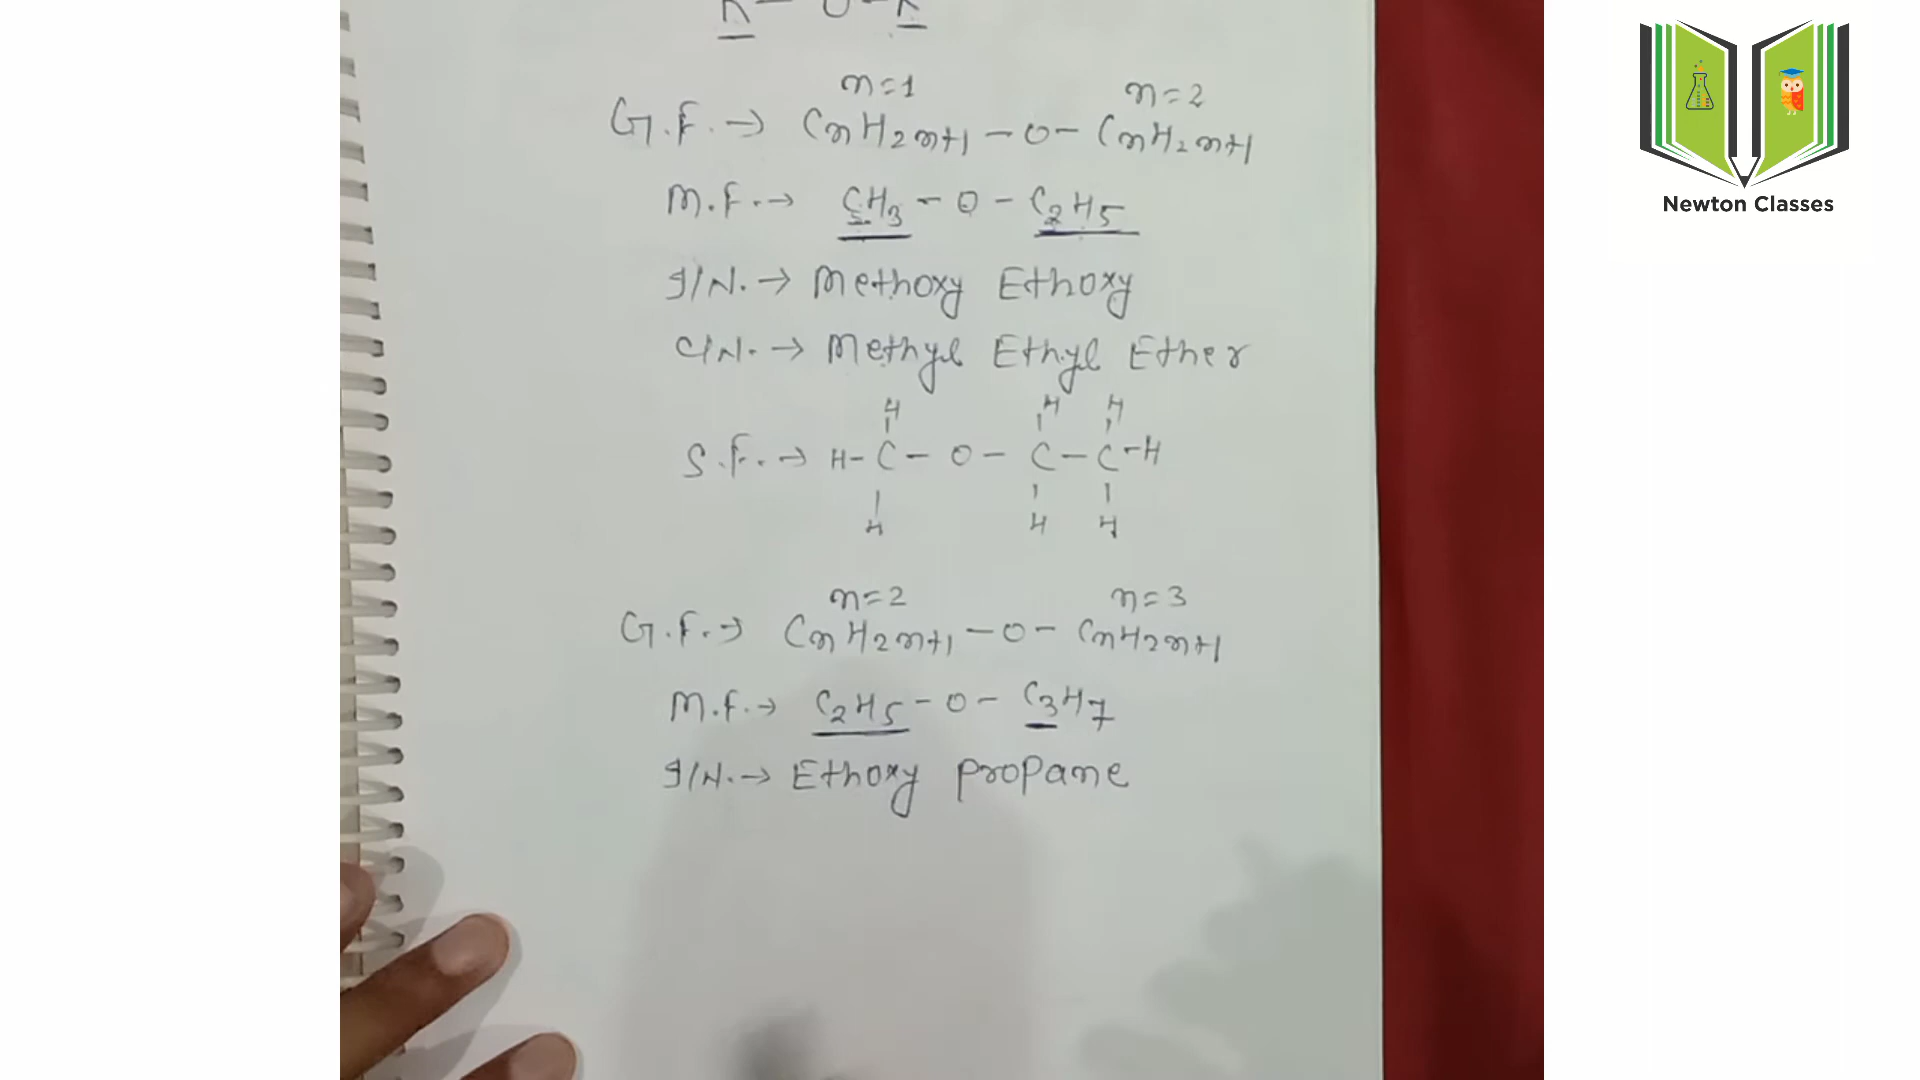 R - O - R
n=1 n=2
G.F. → CnH2n+1 - O - CnH2n+1
M.F. → CH3 - O - C2H5
I/N. → Methoxy Ethoxy
C/N. → Methyl Ethyl Ether
H H H
S.F. → H-C - O - C-C-H
H H H
n=2 n=3
G.F. → CnH2n+1 - O - CnH2n+1
M.F. → C2H5 - O - C3H7
I/N. → Ethoxy propane
Newton Classes